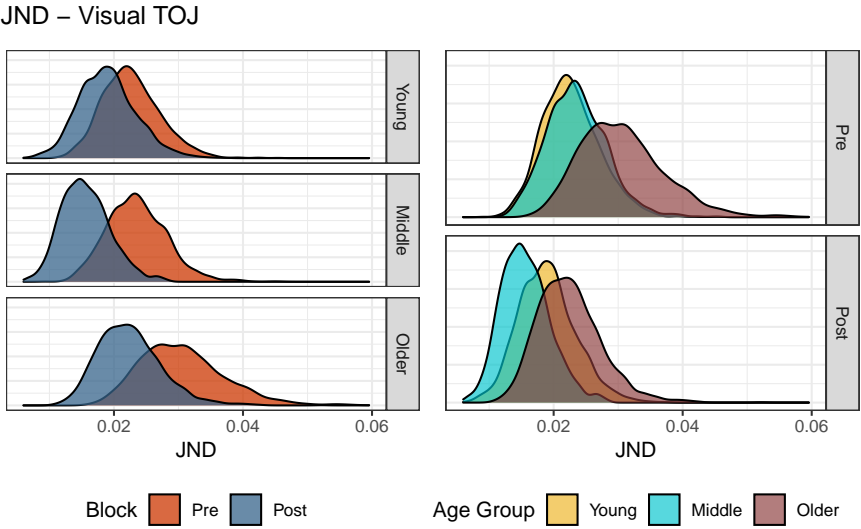 JND – Visual TOJ
Young
Middle
Older
0.02 0.04 0.06
JND
Block Pre Post
Pre
Post
0.02 0.04 0.06
JND
Age Group Young Middle Older